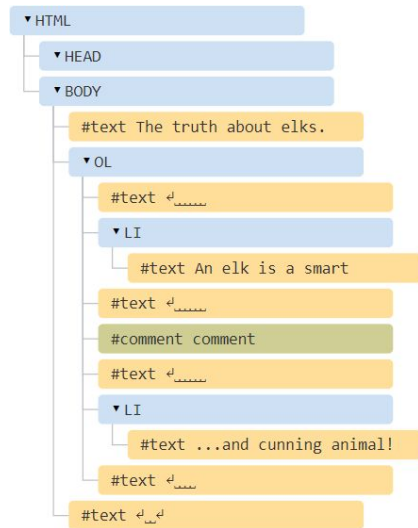 ▾HTML
▾HEAD
▾BODY
#text The truth about elks.
▾OL
#text ↵␣␣␣␣␣␣
▾LI
#text An elk is a smart
#text ↵␣␣␣␣␣␣
#comment comment
#text ↵␣␣␣␣␣␣
▾LI
#text ...and cunning animal!
#text ↵␣␣␣␣
#text ↵␣␣↵